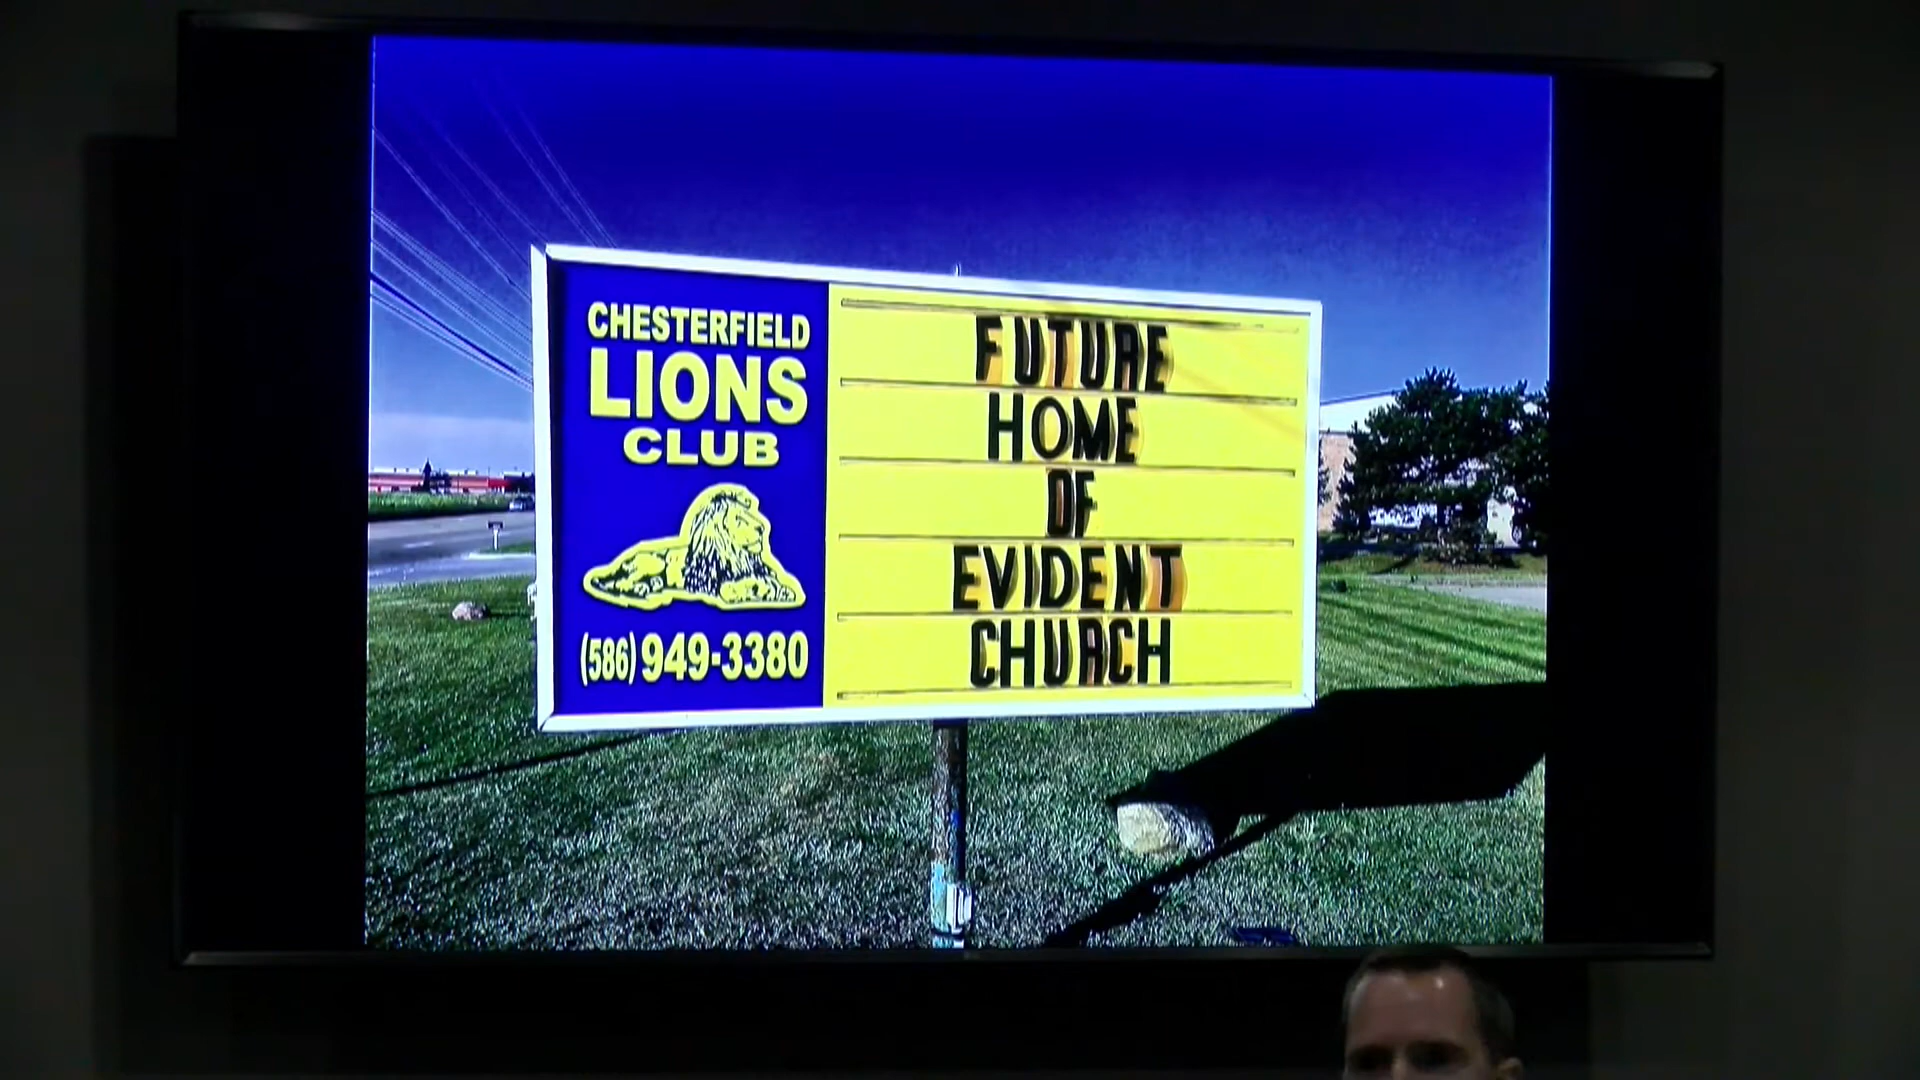 CHESTERFIELD
LIONS
CLUB
(586) 949-3380
FUTURE
HOME
OF
EVIDENT
CHURCH